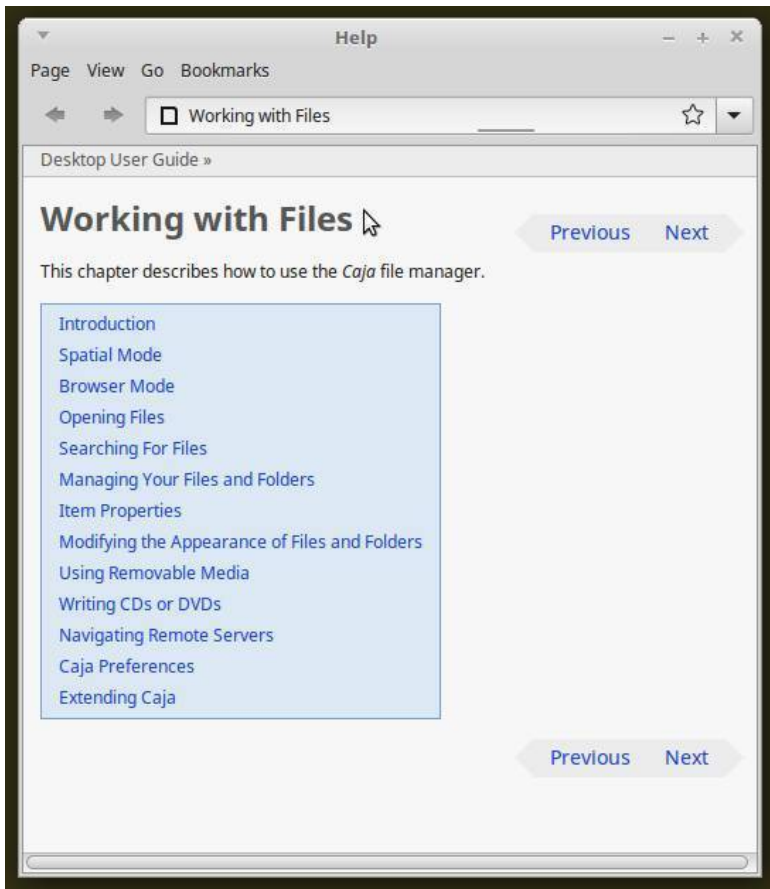 Help
Page View Go Bookmarks
Working with Files
Desktop User Guide »
Working with Files
Previous Next
This chapter describes how to use the Caja file manager.
Introduction
Spatial Mode
Browser Mode
Opening Files
Searching For Files
Managing Your Files and Folders
Item Properties
Modifying the Appearance of Files and Folders
Using Removable Media
Writing CDs or DVDs
Navigating Remote Servers
Caja Preferences
Extending Caja
Previous Next